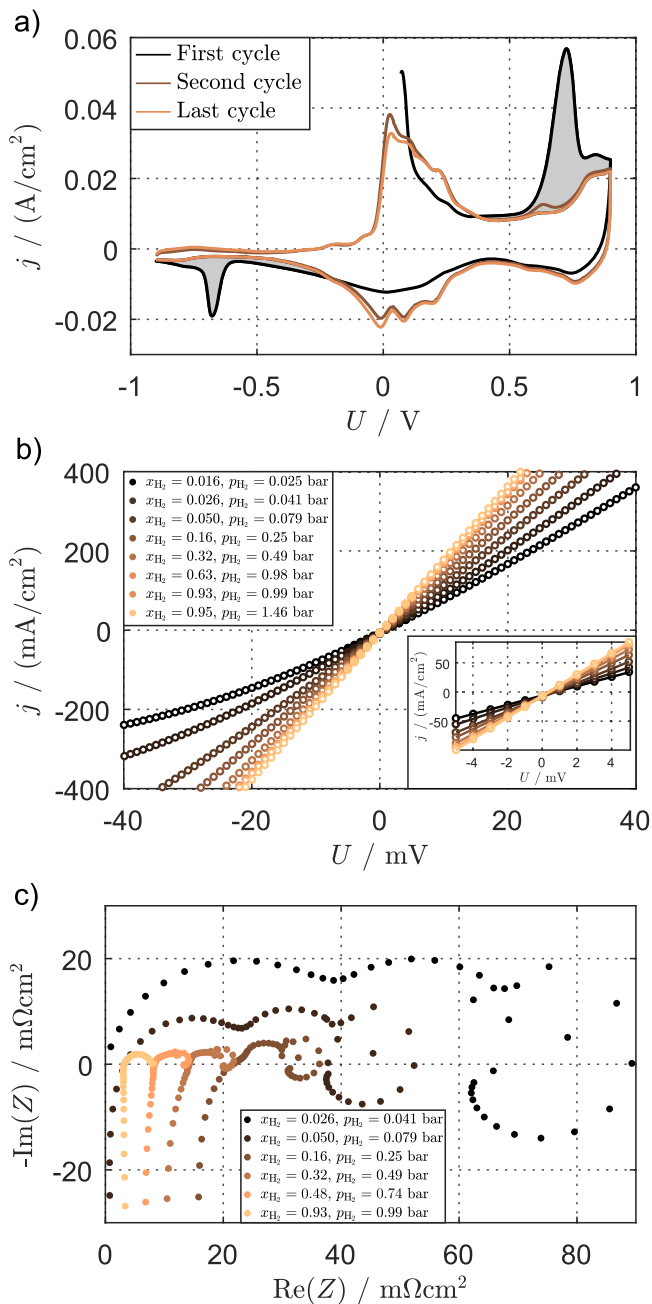 a)
0.06
0.04
0.02
0
-0.02
j / (A/cm²)
First cycle
Second cycle
Last cycle
-1
-0.5
0
0.5
1
U / V
b)
400
200
0
-200
-400
j / (mA/cm²)
x_H₂ = 0.016, p_H₂ = 0.025 bar
x_H₂ = 0.026, p_H₂ = 0.041 bar
x_H₂ = 0.050, p_H₂ = 0.079 bar
x_H₂ = 0.16, p_H₂ = 0.25 bar
x_H₂ = 0.32, p_H₂ = 0.49 bar
x_H₂ = 0.63, p_H₂ = 0.98 bar
x_H₂ = 0.93, p_H₂ = 0.99 bar
x_H₂ = 0.95, p_H₂ = 1.46 bar
50
0
-50
j / (mA/cm²)
-4
-2
0
2
4
U / mV
-40
-20
0
20
40
U / mV
c)
20
0
-20
-Im(Z) / mΩcm²
x_H₂ = 0.026, p_H₂ = 0.041 bar
x_H₂ = 0.050, p_H₂ = 0.079 bar
x_H₂ = 0.16, p_H₂ = 0.25 bar
x_H₂ = 0.32, p_H₂ = 0.49 bar
x_H₂ = 0.48, p_H₂ = 0.74 bar
x_H₂ = 0.93, p_H₂ = 0.99 bar
0
20
40
60
80
Re(Z) / mΩcm²